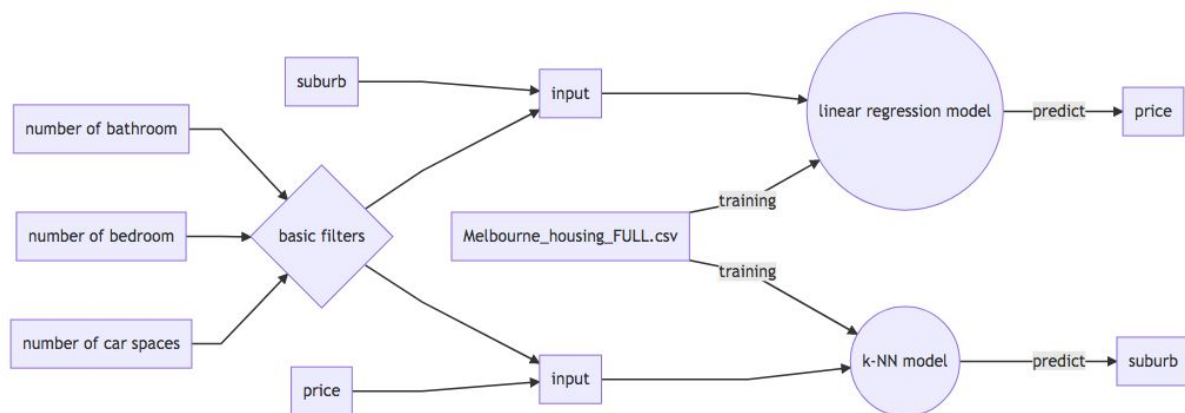 suburb
input
linear regression model
predict
price
number of bathroom
training
number of bedroom
basic filters
Melbourne_housing_FULL.csv
training
number of car spaces
price
input
k-NN model
predict
suburb